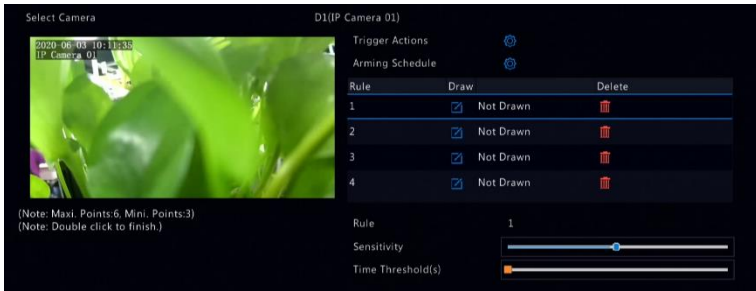 Select Camera
D1(IP Camera 01)
2020-06-03 10:11:35
IP Camera 01
Trigger Actions
Arming Schedule
Rule Draw Delete
1 Not Drawn
2 Not Drawn
3 Not Drawn
4 Not Drawn
(Note: Maxi. Points:6, Mini. Points:3)
(Note: Double click to finish.)
Rule 1
Sensitivity
Time Threshold(s)